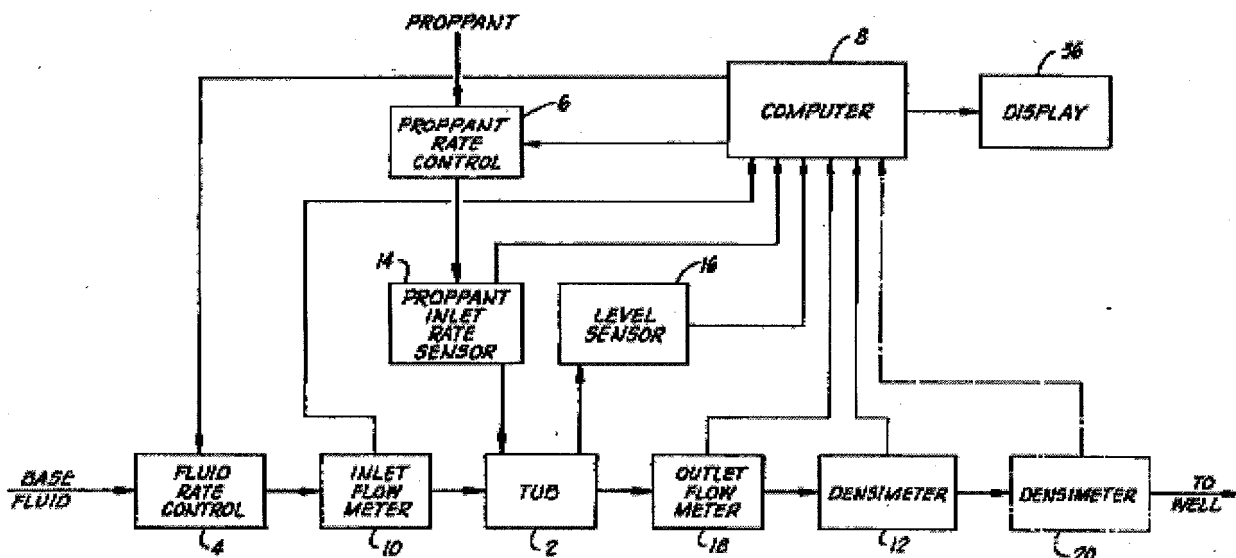 PROPPANT
8
56
COMPUTER
DISPLAY
6
PROPPANT
RATE
CONTROL
14
PROPPANT
INLET
RATE
SENSOR
16
LEVEL
SENSOR
BASE
FLUID
FLUID
RATE
CONTROL
INLET
FLOW
METER
TUB
OUTLET
FLOW
METER
DENSIMETER
DENSIMETER
TO
WELL
4
10
2
18
12
20